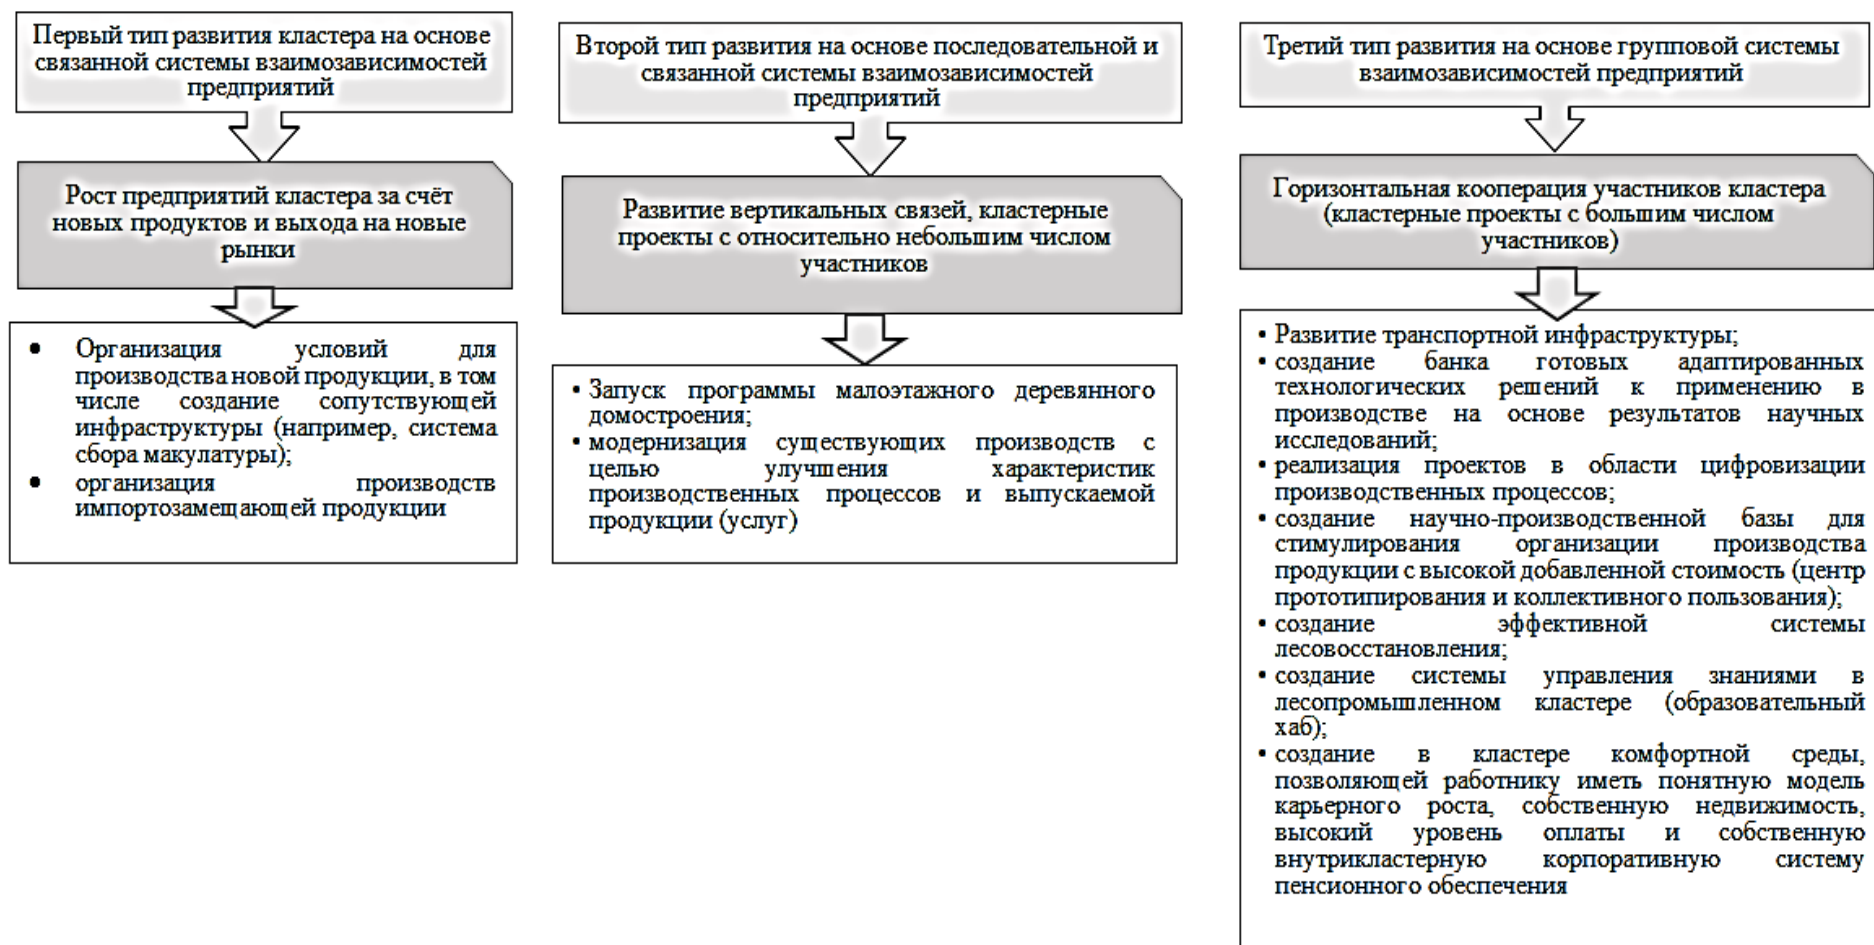 Первый тип развития кластера на основе
связанной системы взаимозависимостей
предприятий
Рост предприятий кластера за счёт
новых продуктов и выхода на новые
рынки
● Организация условий для
производства новой продукции, в том
числе создание сопутствующей
инфраструктуры (например, система
сбора макулатуры);
● организация производств
импортозамещающей продукции
Второй тип развития на основе последовательной и
связанной системы взаимозависимостей
предприятий
Развитие вертикальных связей, кластерные
проекты с относительно небольшим числом
участников
• Запуск программы малоэтажного деревянного
домостроения;
• модернизация существующих производств с
целью улучшения характеристик
производственных процессов и выпускаемой
продукции (услуг)
Третий тип развития на основе групповой системы
взаимозависимостей предприятий
Горизонтальная кооперация участников кластера
(кластерные проекты с большим числом
участников)
• Развитие транспортной инфраструктуры;
• создание банка готовых адаптированных
технологических решений к применению в
производстве на основе результатов научных
исследований;
• реализация проектов в области цифровизации
производственных процессов;
• создание научно-производственной базы для
стимулирования организации производства
продукции с высокой добавленной стоимость (центр
прототипирования и коллективного пользования);
• создание эффективной системы
лесовосстановления;
• создание системы управления знаниями в
лесопромышленном кластере (образовательный
хаб);
• создание в кластере комфортной среды,
позволяющей работнику иметь понятную модель
карьерного роста, собственную недвижимость,
высокий уровень оплаты и собственную
внутрикластерную корпоративную систему
пенсионного обеспечения